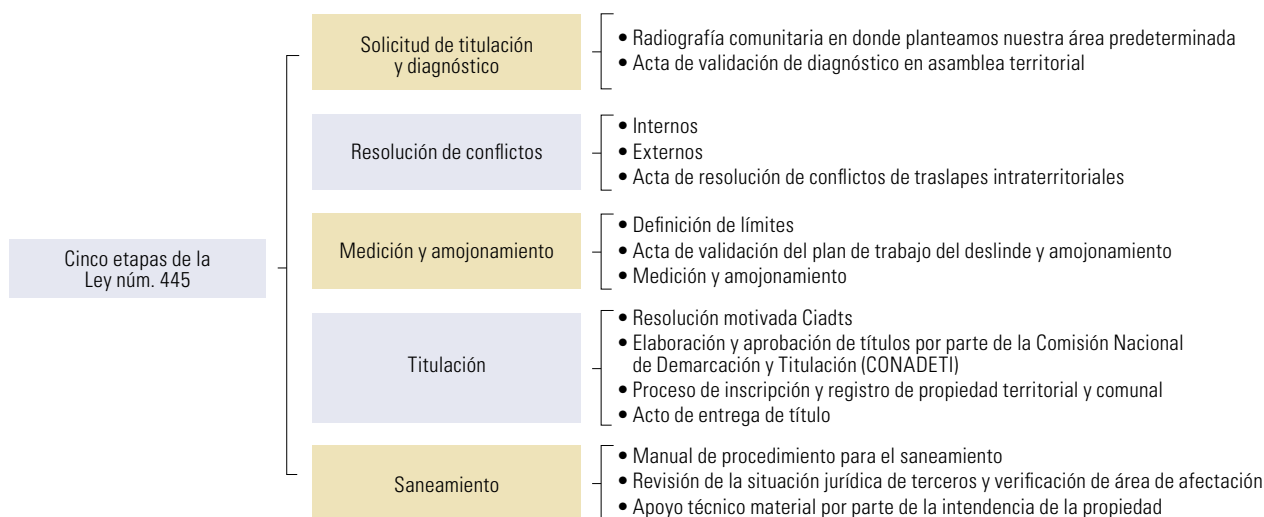 Cinco etapas de la
Ley núm. 445
Solicitud de titulación
y diagnóstico
• Radiografía comunitaria en donde planteamos nuestra área predeterminada
• Acta de validación de diagnóstico en asamblea territorial
Resolución de conflictos
• Internos
• Externos
• Acta de resolución de conflictos de traslapes intraterritoriales
Medición y amojonamiento
• Definición de límites
• Acta de validación del plan de trabajo del deslinde y amojonamiento
• Medición y amojonamiento
Titulación
• Resolución motivada Ciadts
• Elaboración y aprobación de títulos por parte de la Comisión Nacional
de Demarcación y Titulación (CONADETI)
• Proceso de inscripción y registro de propiedad territorial y comunal
• Acto de entrega de título
Saneamiento
• Manual de procedimiento para el saneamiento
• Revisión de la situación jurídica de terceros y verificación de área de afectación
• Apoyo técnico material por parte de la intendencia de la propiedad